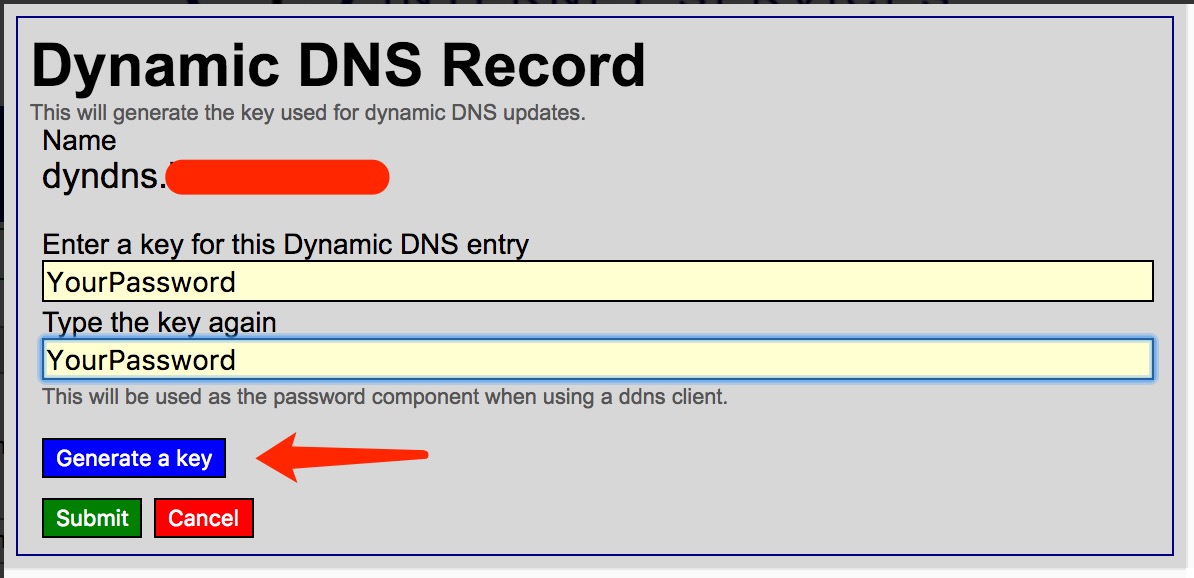 Dynamic DNS Record
This will generate the key used for dynamic DNS updates.
Name
dyndns.
Enter a key for this Dynamic DNS entry
YourPassword
Type the key again
YourPassword
This will be used as the password component when using a ddns client.
Generate a key
Submit Cancel